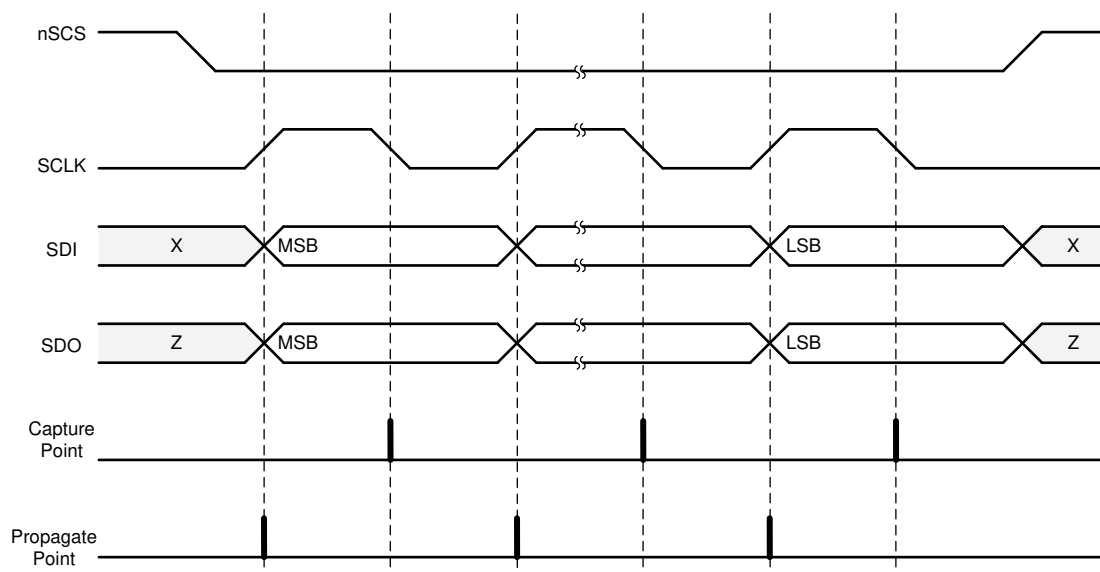 nSCS
SCLK
SDI
X
MSB
LSB
X
SDO
Z
MSB
LSB
Z
Capture
Point
Propagate
Point